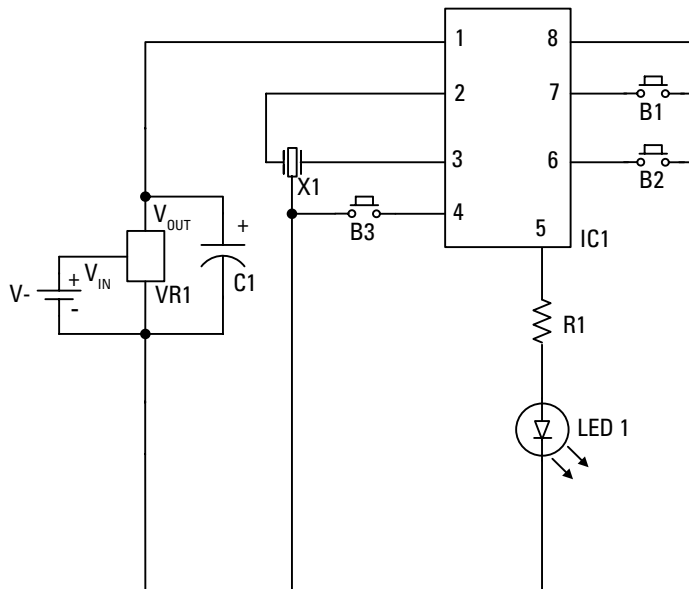 1 8
2 7
B1
3 6
X1
B2
4
B3
5
IC1
V
OUT
+
V
IN
V- +
-
VR1
C1
R1
LED 1